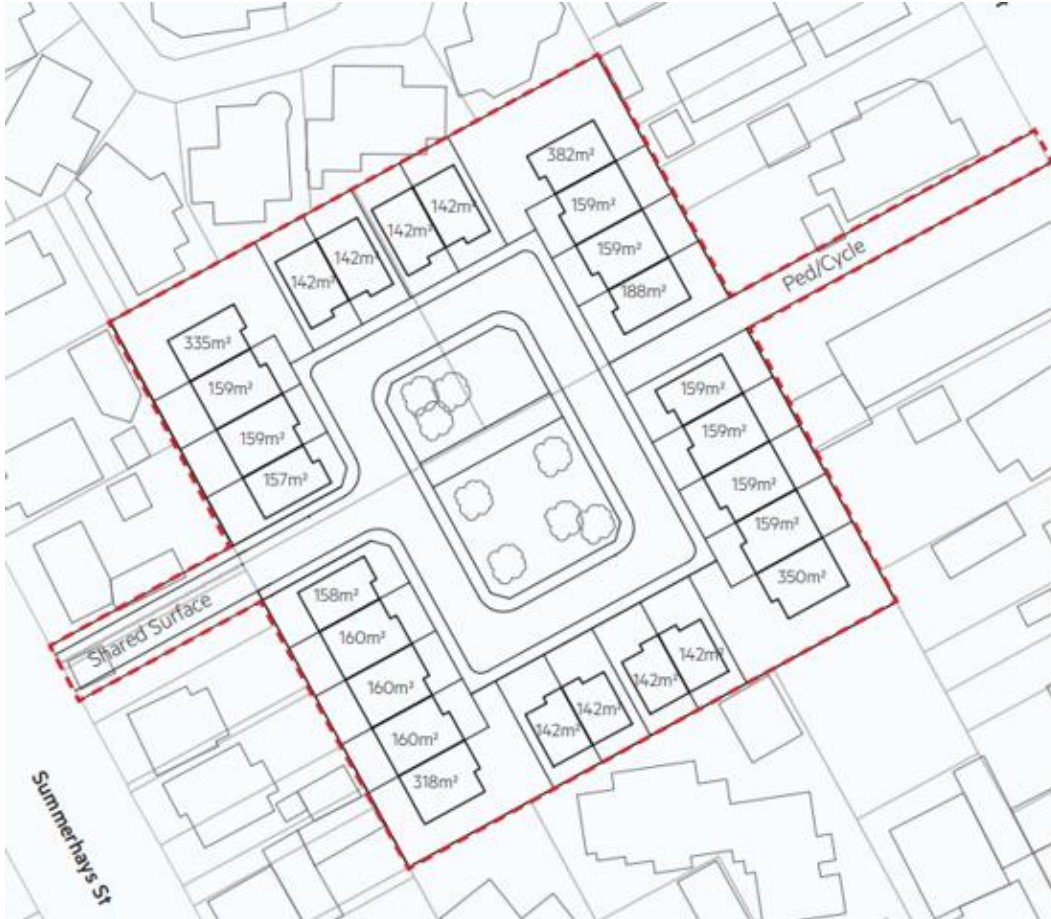 382m²
159m²
159m²
188m²
142m²
142m²
142m²
142m²
335m²
159m²
159m²
157m²
Ped/Cycle
159m²
159m²
159m²
159m²
350m²
Shared Surface
158m²
160m²
160m²
160m²
318m²
142m²
142m²
142m²
142m²
Summerhays St